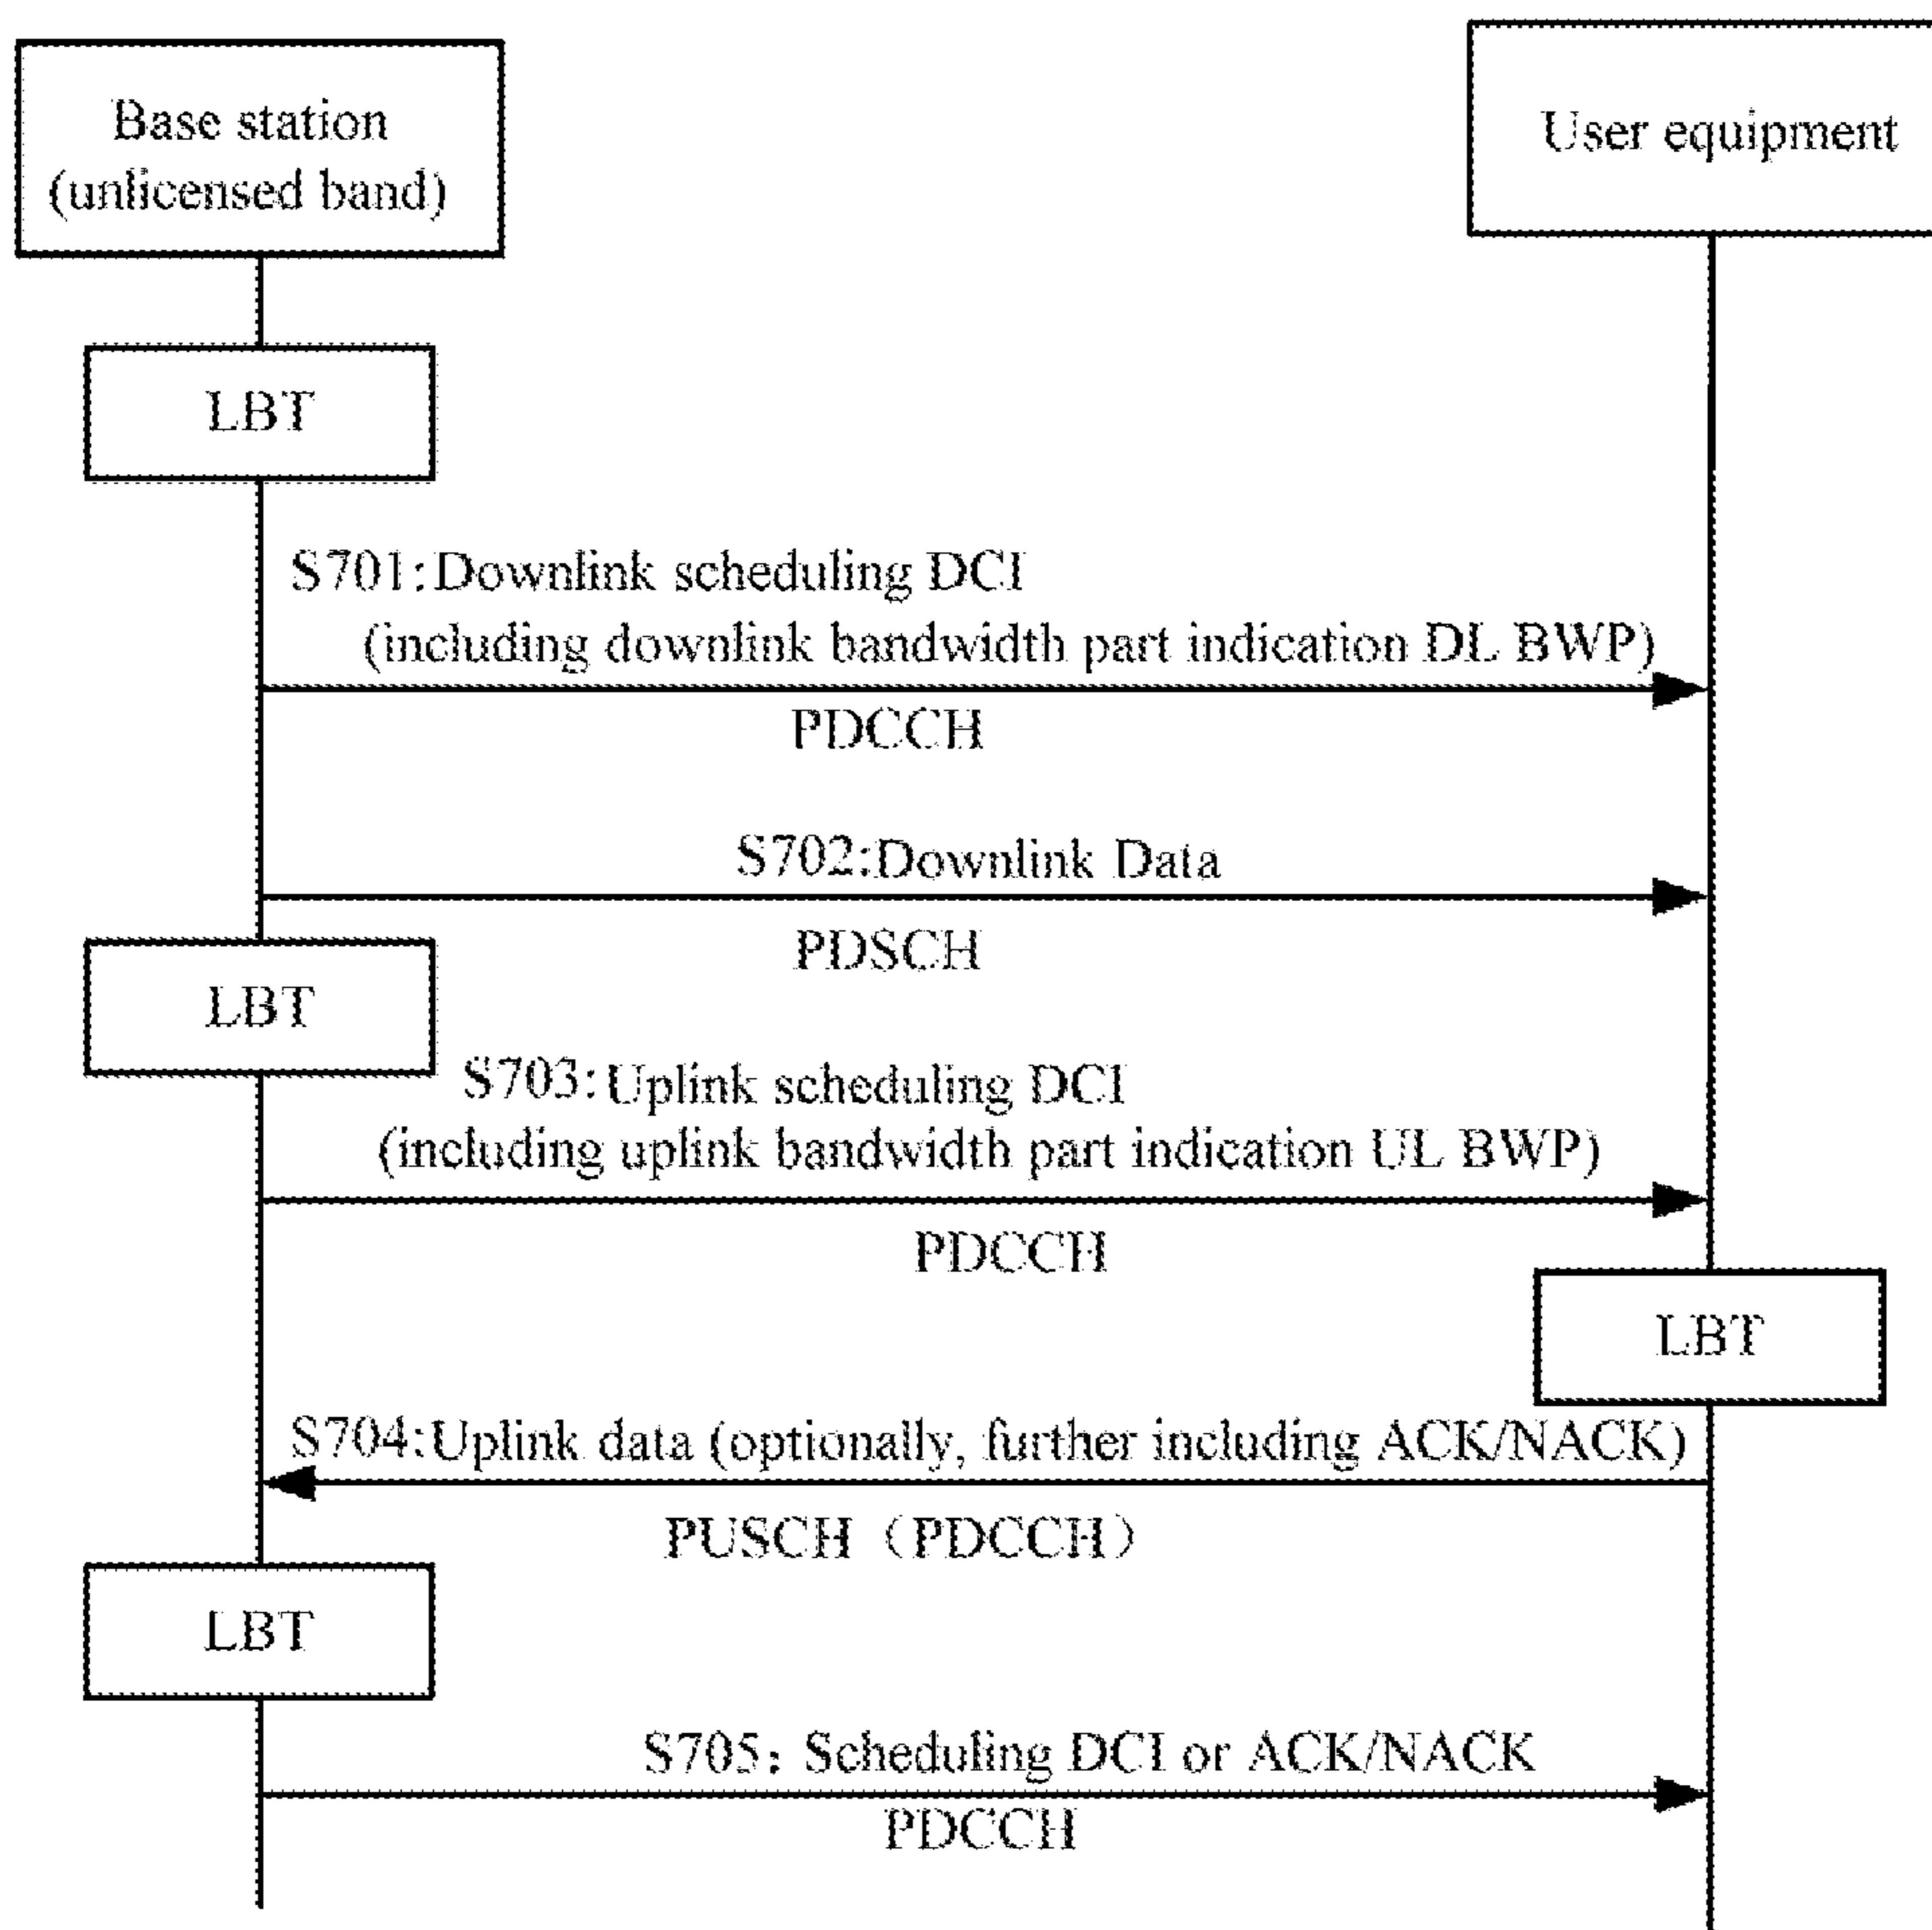 Base station
(unlicensed band)
User equipment
LBT
S701:Downlink scheduling DCI
(including downlink bandwidth part indication DL BWP)
PDCCH
S702:Downlink Data
PDSCH
LBT
S703:Uplink scheduling DCI
(including uplink bandwidth part indication UL BWP)
PDCCH
LBT
S704:Uplink data (optionally, further including ACK/NACK)
PUSCH（PDCCH）
LBT
S705: Scheduling DCI or ACK/NACK
PDCCH